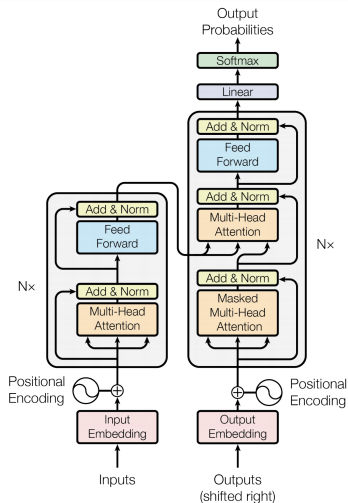 Output
Probabilities
Softmax
Linear
Add & Norm
Feed
Forward
Add & Norm
Multi-Head
Attention
Add & Norm
Masked
Multi-Head
Attention
N×
Add & Norm
Feed
Forward
N×
Add & Norm
Multi-Head
Attention
Positional
Encoding
Positional
Encoding
Input
Embedding
Output
Embedding
Inputs
Outputs
(shifted right)